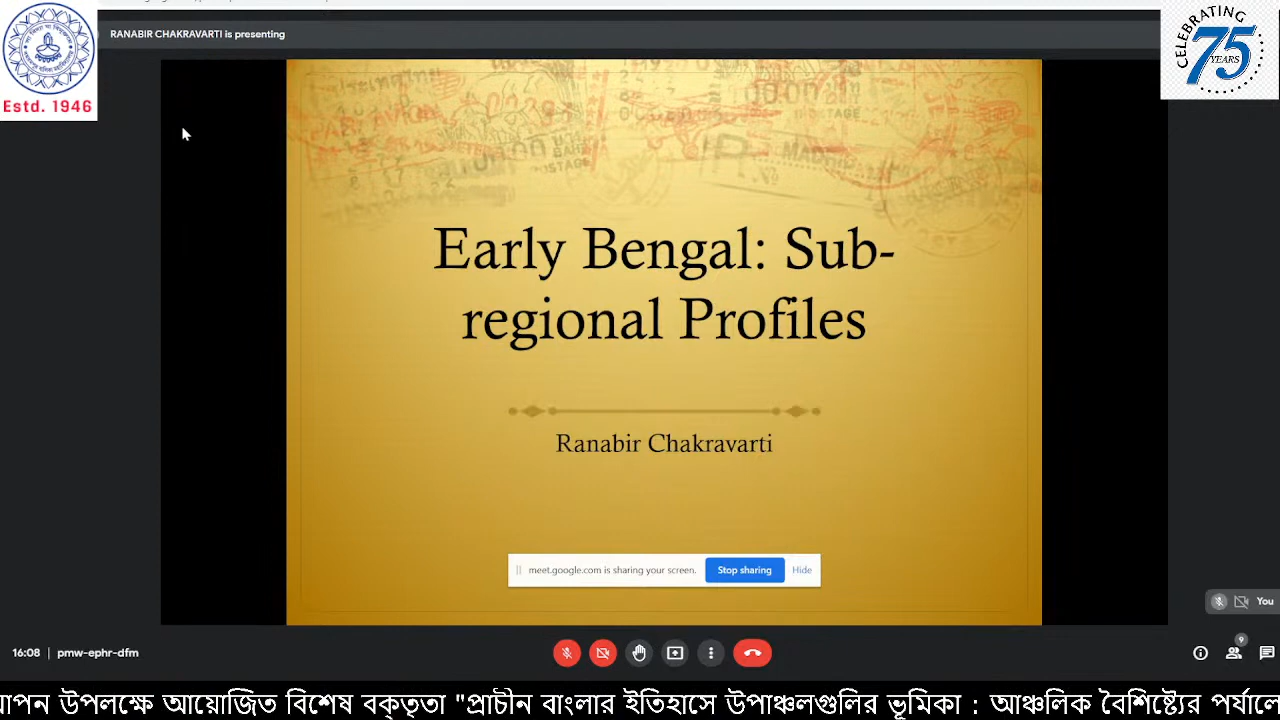 RANABIR CHAKRAVARTI is presenting
Estd. 1946
CELEBRATING
75
YEARS
Early Bengal: Sub-
regional Profiles
Ranabir Chakravarti
meet.google.com is sharing your screen. Stop sharing Hide
You
16:08 | pmw-ephr-dfm
9
উপলক্ষে আয়োজিত বিশেষ বক্তৃতা "প্রাচীন বাংলার ইতিহাসে উপাঞ্চলগুলির ভূমিকা : আঞ্চলিক বৈশিষ্ট্যের